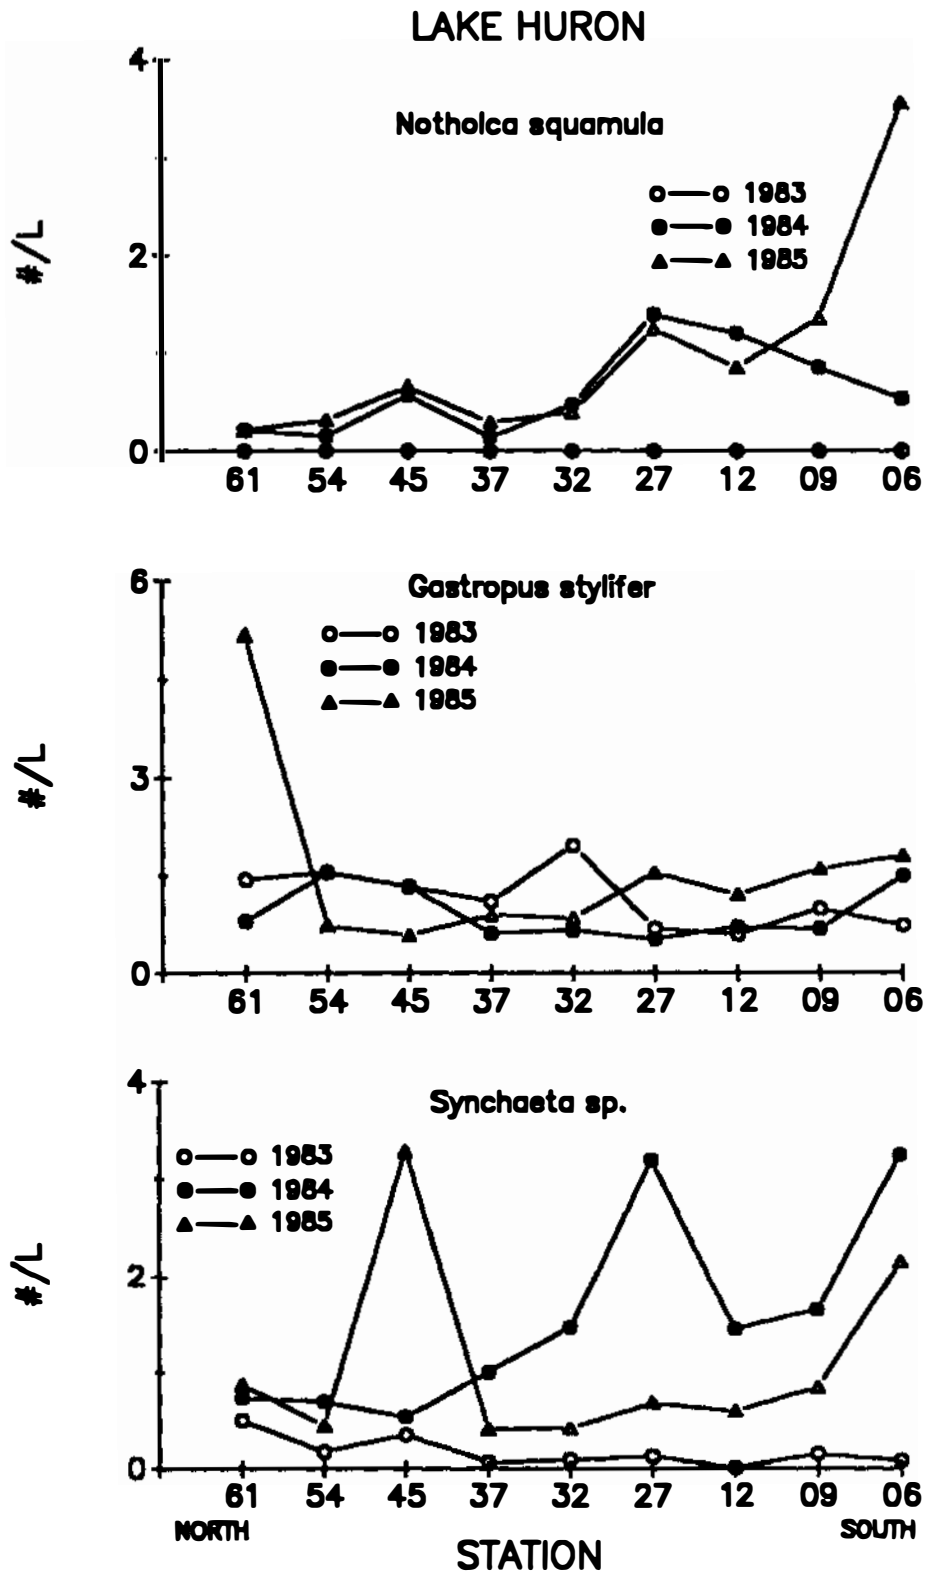 LAKE HURON
4
Notholca squamula
1983
1984
1985
2
#/L
0
61 54 45 37 32 27 12 09 06
6
Gastropus stylifer
1983
1984
1985
3
#/L
0
61 54 45 37 32 27 12 09 06
4
Synchaeta sp.
1983
1984
1985
2
#/L
0
61 54 45 37 32 27 12 09 06
NORTH SOUTH
STATION